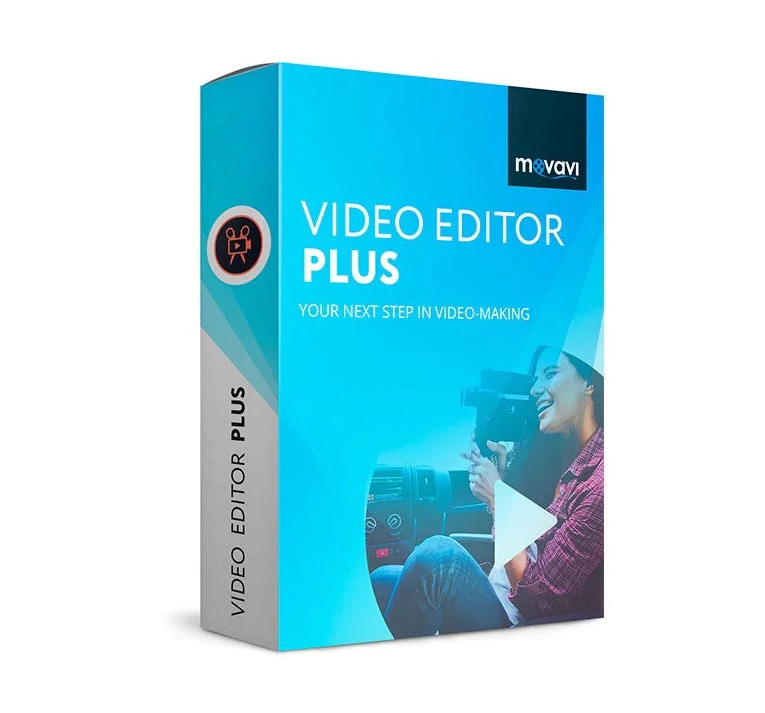 movavi
VIDEO EDITOR
PLUS
YOUR NEXT STEP IN VIDEO-MAKING
VIDEO EDITOR PLUS